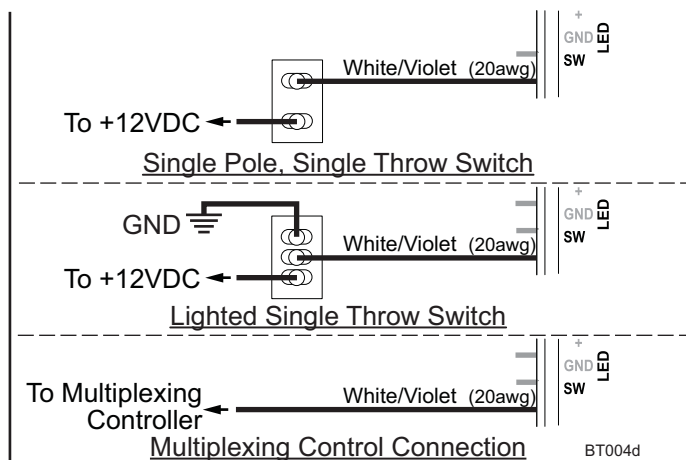 +
GND
SW
LED
White/Violet (20awg)
To +12VDC
Single Pole, Single Throw Switch
+
GND
SW
LED
GND
White/Violet (20awg)
To +12VDC
Lighted Single Throw Switch
+
GND
SW
LED
To Multiplexing
Controller
White/Violet (20awg)
Multiplexing Control Connection
BT004d